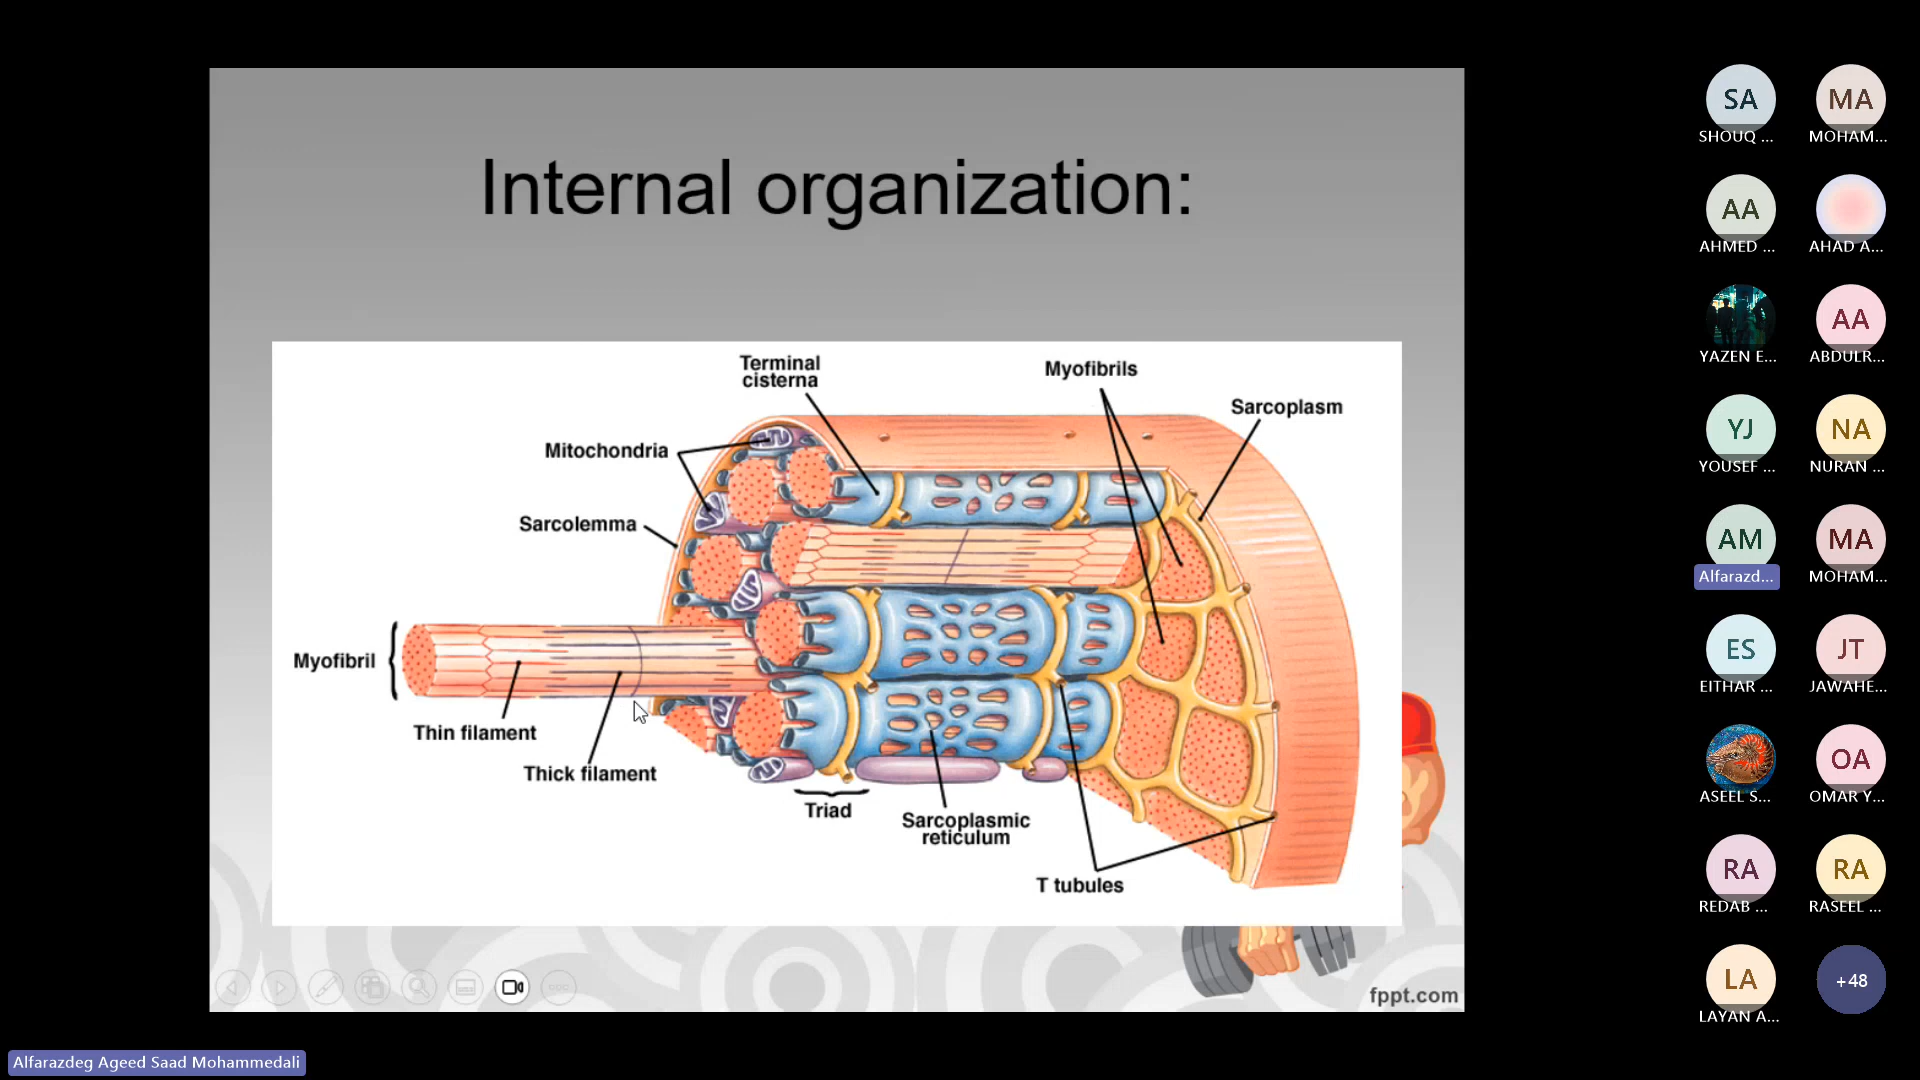 Internal organization:
Terminal
cisterna
Myofibrils
Sarcoplasm
Mitochondria
Sarcolemma
Myofibril
Thin filament
Thick filament
Triad
Sarcoplasmic
reticulum
T tubules
fppt.com
SA
SHOUQ ...
MA
MOHAM...
AA
AHMED ...
AHAD A...
YAZEN E...
AA
ABDULR...
YJ
YOUSEF ...
NA
NURAN ...
AM
Alfarazd...
MA
MOHAM...
ES
EITHAR ...
JT
JAWAHE...
ASEEL S...
OA
OMAR Y...
RA
REDAB ...
RA
RASEEL ...
LA
LAYAN A...
+48
Alfarazdeg Ageed Saad Mohammedali